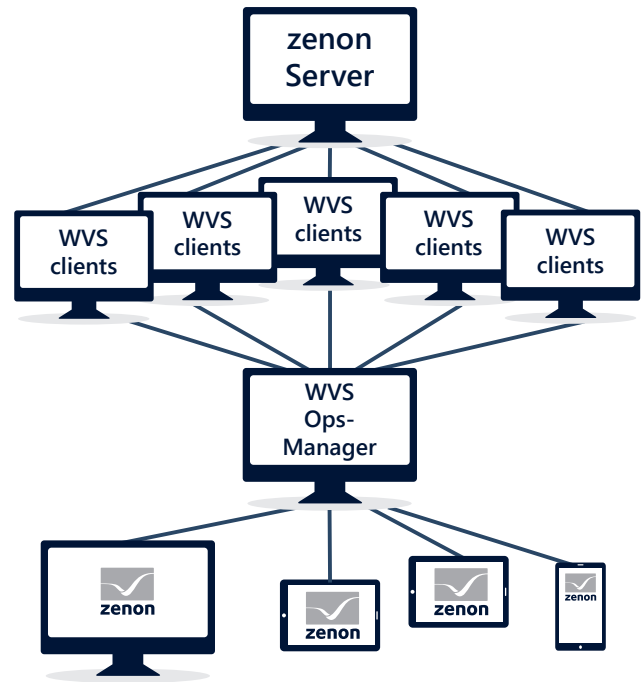 zenon
Server
WVS
clients
WVS
clients
WVS
clients
WVS
clients
WVS
clients
WVS
Ops-
Manager
zenon
zenon
zenon
zenon